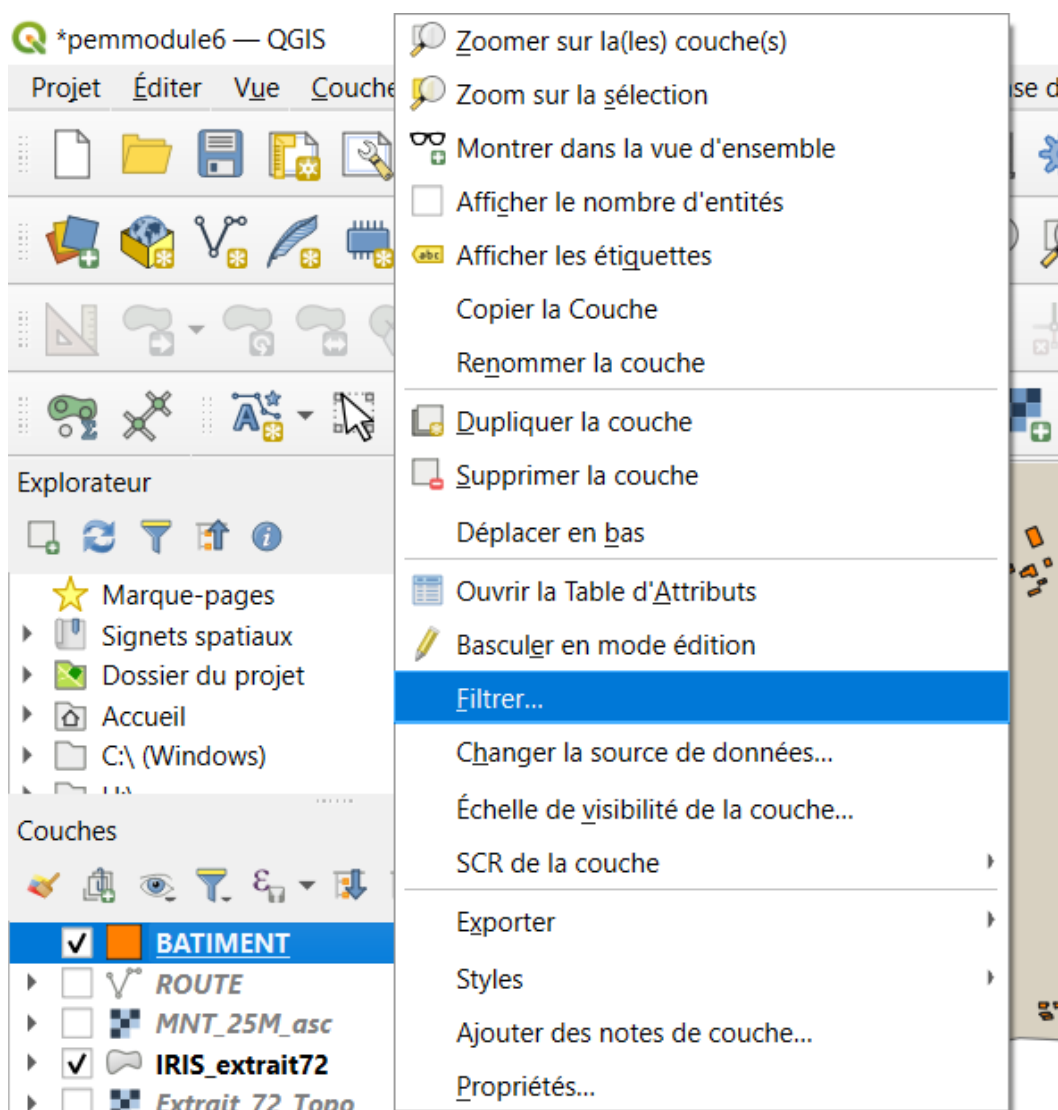 *pemmodule6 — QGIS
Projet Éditer Vue Couche
Zoomer sur la(les) couche(s)
Zoom sur la sélection
Montrer dans la vue d'ensemble
Afficher le nombre d'entités
abc Afficher les étiquettes
Copier la Couche
Renommer la couche
Dupliquer la couche
Supprimer la couche
Déplacer en bas
Ouvrir la Table d'Attributs
Basculer en mode édition
Filtrer...
Changer la source de données...
Échelle de visibilité de la couche...
SCR de la couche
Exporter
Styles
Ajouter des notes de couche...
Propriétés...
Explorateur
Marque-pages
Signets spatiaux
Dossier du projet
Accueil
C:\ (Windows)
Couches
BATIMENT
ROUTE
MNT_25M_asc
IRIS_extrait72
Extrait_72_Topo